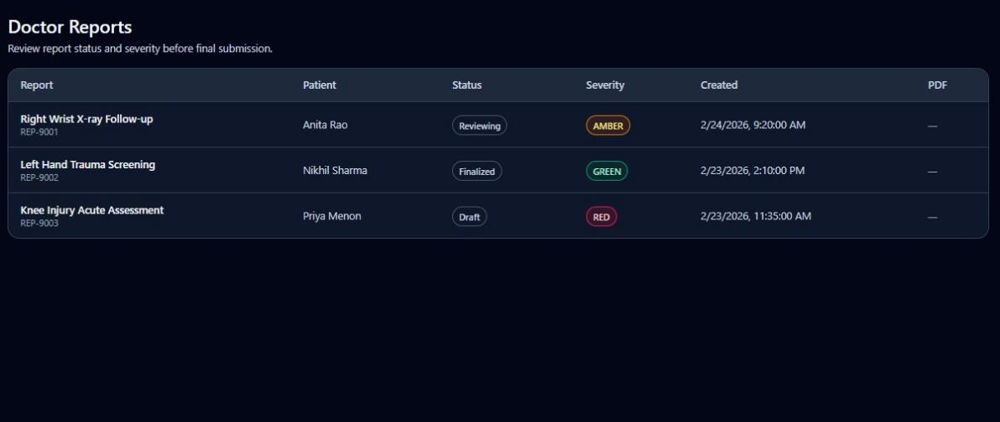 Doctor Reports
Review report status and severity before final submission.
Report Patient Status Severity Created PDF
Right Wrist X-ray Follow-up
REP-9001
Anita Rao Reviewing AMBER 2/24/2026, 9:20:00 AM —
Left Hand Trauma Screening
REP-9002
Nikhil Sharma Finalized GREEN 2/23/2026, 2:10:00 PM —
Knee Injury Acute Assessment
REP-9003
Priya Menon Draft RED 2/23/2026, 11:35:00 AM —